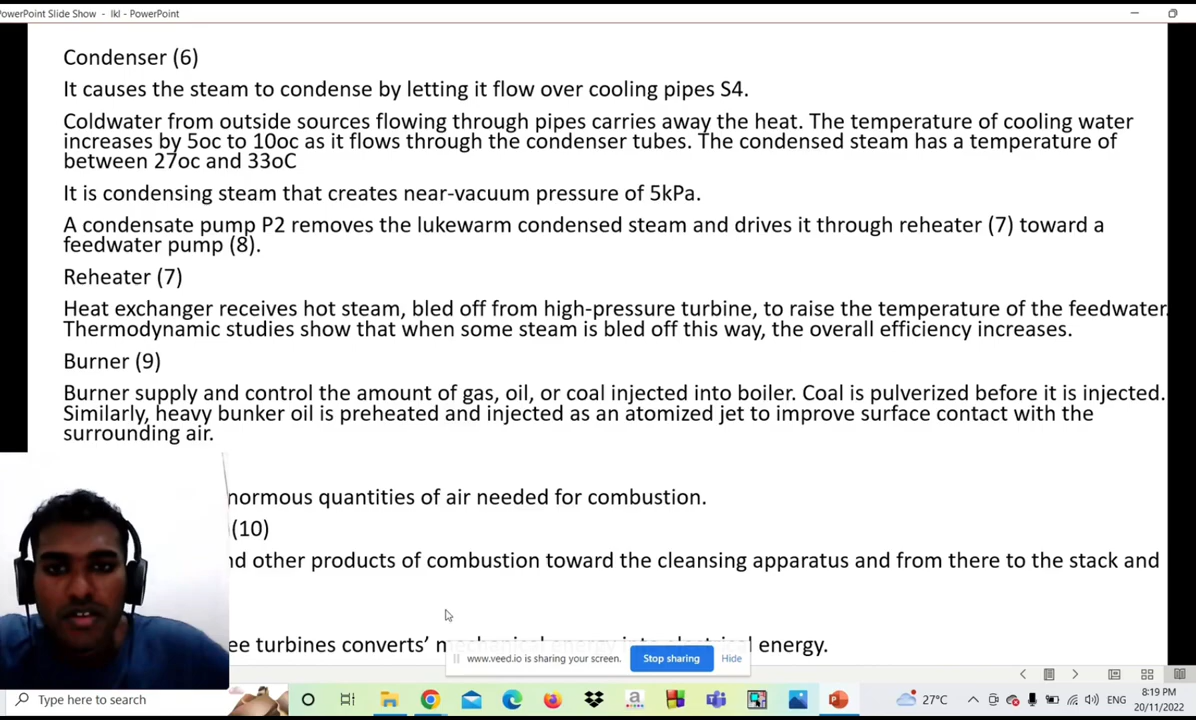 PowerPoint Slide Show - lkl - PowerPoint
Condenser (6)
It causes the steam to condense by letting it flow over cooling pipes S4.
Coldwater from outside sources flowing through pipes carries away the heat. The temperature of cooling water
increases by 5oc to 10oc as it flows through the condenser tubes. The condensed steam has a temperature of
between 27oc and 33oC
It is condensing steam that creates near-vacuum pressure of 5kPa.
A condensate pump P2 removes the lukewarm condensed steam and drives it through reheater (7) toward a
feedwater pump (8).
Reheater (7)
Heat exchanger receives hot steam, bled off from high-pressure turbine, to raise the temperature of the feedwater.
Thermodynamic studies show that when some steam is bled off this way, the overall efficiency increases.
Burner (9)
Burner supply and control the amount of gas, oil, or coal injected into boiler. Coal is pulverized before it is injected.
Similarly, heavy bunker oil is preheated and injected as an atomized jet to improve surface contact with the
surrounding air.
normous quantities of air needed for combustion.
(10)
nd other products of combustion toward the cleansing apparatus and from there to the stack and
ee turbines converts’ mechanical energy into electrical energy.
www.veed.io is sharing your screen. Stop sharing Hide
Type here to search
27°C
ENG
8:19 PM
20/11/2022